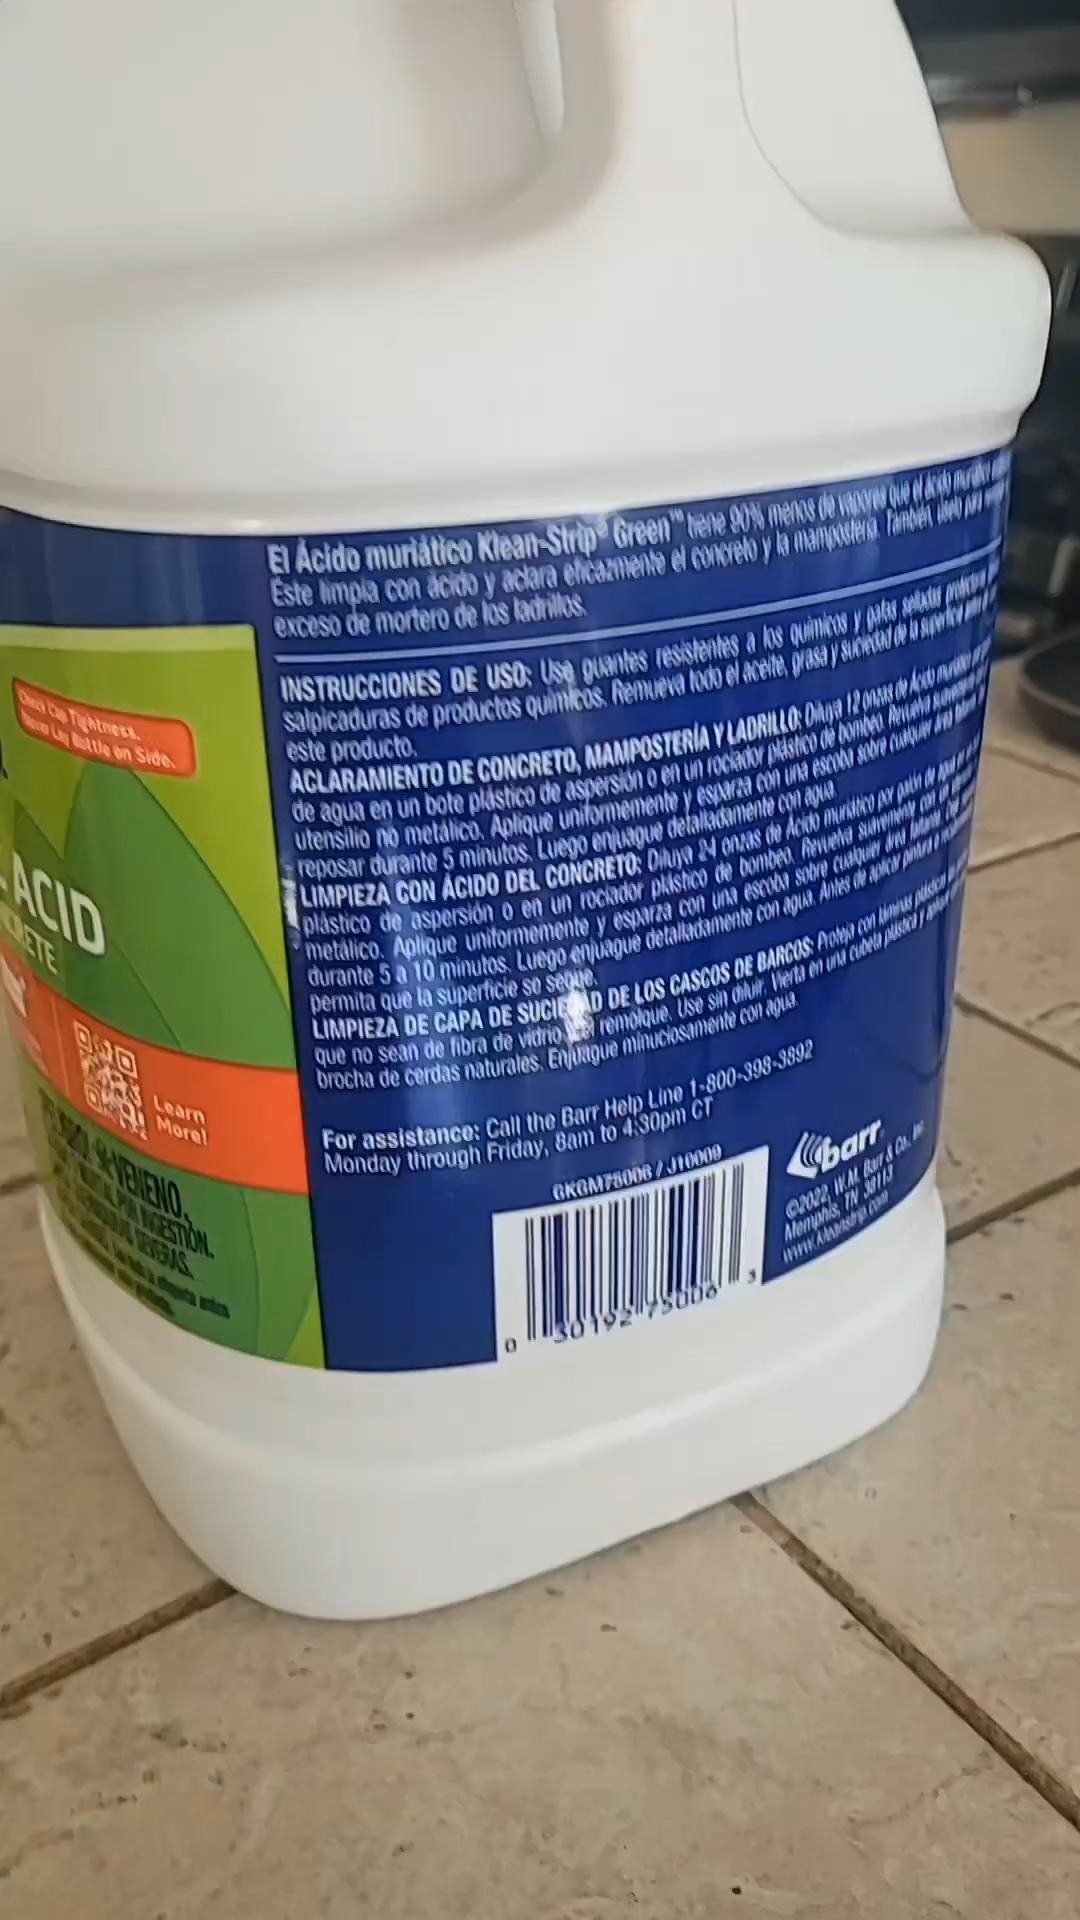 El Ácido muriático Klean-Strip® Green™ tiene 90% menos de vapores que el Ácido
Este limpia con ácido y aclara eficazmente el concreto y la mampostería. También,
exceso de mortero de los ladrillos.
INSTRUCCIONES DE USO: Use guantes resistentes a los químicos y gafas selladas
salpicaduras de productos químicos. Remueva todo el aceite, grasa y suciedad de la superficie
este producto.
ACLARAMIENTO DE CONCRETO, MAMPOSTERÍA Y LADRILLO: Diluya 12 onzas de Ácido
de agua en un bote plástico de aspersión o en un rociador plástico de bombeo. Revuelva
utensilio no metálico. Aplique uniformemente y esparza con una escoba sobre cualquier área
reposar durante 5 minutos. Luego enjuague detalladamente con agua.
LIMPIEZA CON ÁCIDO DEL CONCRETO: Diluya 24 onzas de Ácido muriático por galón de agua
plástico de aspersión o en un rociador plástico de bombeo. Revuelva suavemente con
metálico. Aplique uniformemente y esparza con una escoba sobre cualquier área
durante 5 a 10 minutos. Luego enjuague detalladamente con agua. Antes de aplicar
permita que la superficie se seque.
LIMPIEZA DE CAPA DE DE LOS CASCOS DE BARCOS: Proteja con láminas
que no sean de fibra de vidrio remolque. Use sin diluir. Vierta en una cubeta plástica y
brocha de cerdas naturales. Enjuague minuciosamente con agua.
For assistance: Call the Barr Help Line 1-800-398-3892
Monday through Friday, 8am to 4:30pm CT
GKGM75006 / J10009
0 30192 75006 3
barr
©2022, W.M. Barr & Co.,
Memphis, TN 38113
www.kleanstrip.com
Check Cap Tightness.
Bottle on Side.
ACID
Learn
More!
VENENO.
INGESTIÓN.
SEVERAS.